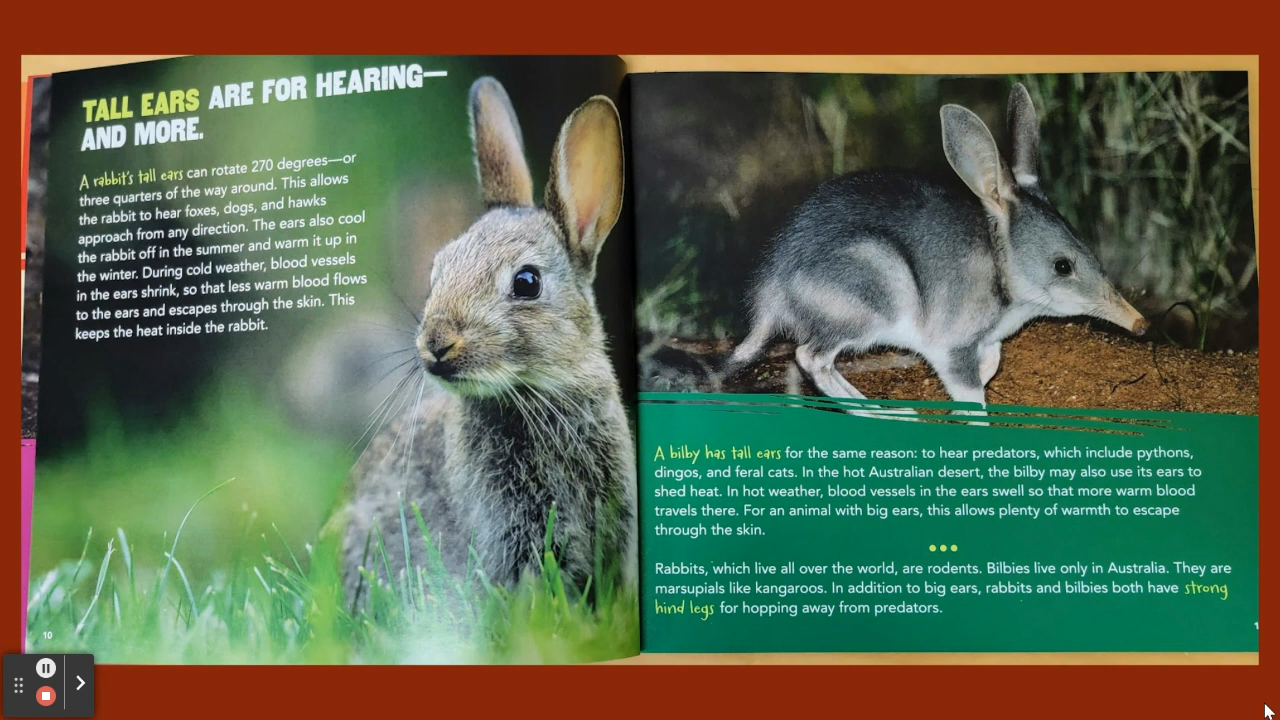 TALL EARS ARE FOR HEARING—
AND MORE.
A rabbit's tall ears can rotate 270 degrees—or
three quarters of the way around. This allows
the rabbit to hear foxes, dogs, and hawks
approach from any direction. The ears also cool
the rabbit off in the summer and warm it up in
the winter. During cold weather, blood vessels
in the ears shrink, so that less warm blood flows
to the ears and escapes through the skin. This
keeps the heat inside the rabbit.
10
A bilby has tall ears for the same reason: to hear predators, which include pythons,
dingos, and feral cats. In the hot Australian desert, the bilby may also use its ears to
shed heat. In hot weather, blood vessels in the ears swell so that more warm blood
travels there. For an animal with big ears, this allows plenty of warmth to escape
through the skin.
Rabbits, which live all over the world, are rodents. Bilbies live only in Australia. They are
marsupials like kangaroos. In addition to big ears, rabbits and bilbies both have strong
hind legs for hopping away from predators.